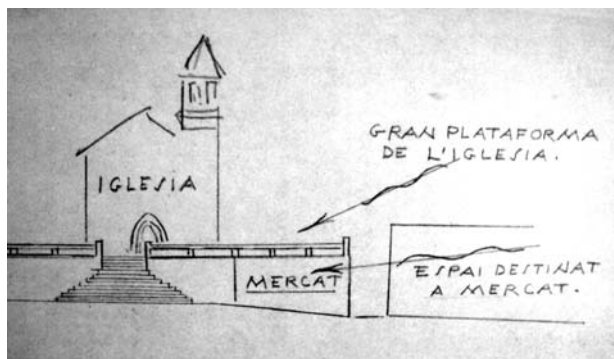 GRAN PLATAFORMA
DE L'IGLESIA.
IGLESIA
MERCAT
ESPAI DESTINAT
A MERCAT.